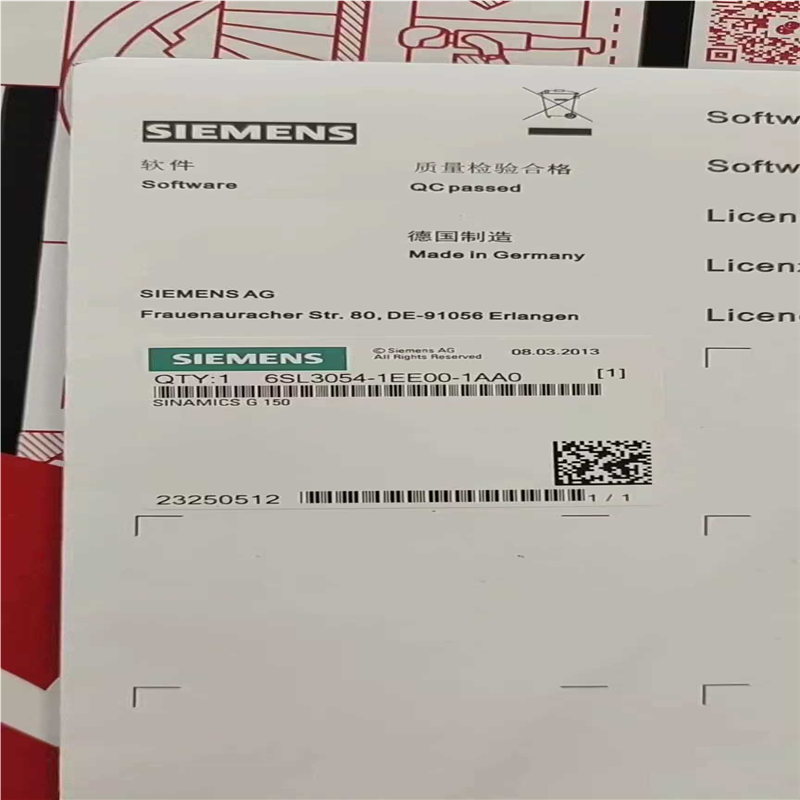 SIEMENS
软件
Software
质量检验合格
QC passed
德国制造
Made in Germany
SIEMENS AG
Frauenauracher Str. 80, DE-91056 Erlangen
SIEMENS
© Siemens AG
All Rights Reserved
08.03.2013
QTY:1 6SL3054-1EE00-1AA0 [1]
SINAMICS G 150
23250512
1 / 1
Softw
Softw
Licen
Licenz
Licen